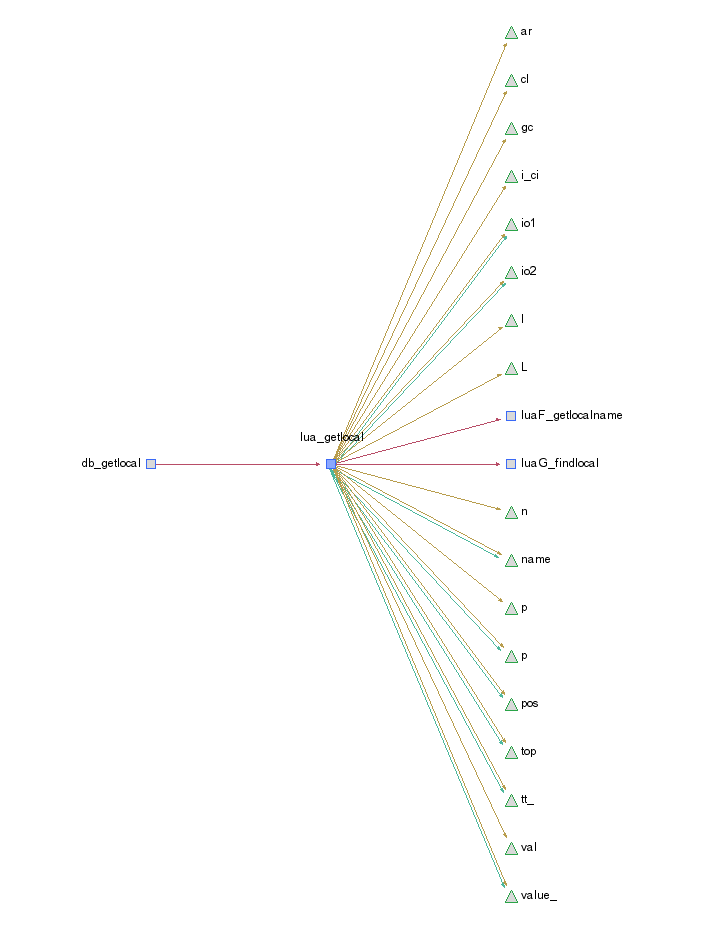 ar
cl
gc
i_ci
io1
io2
l
L
luaF_getlocalname
lua_getlocal
db_getlocal
luaG_findlocal
n
name
p
p
pos
top
tt_
val
value_